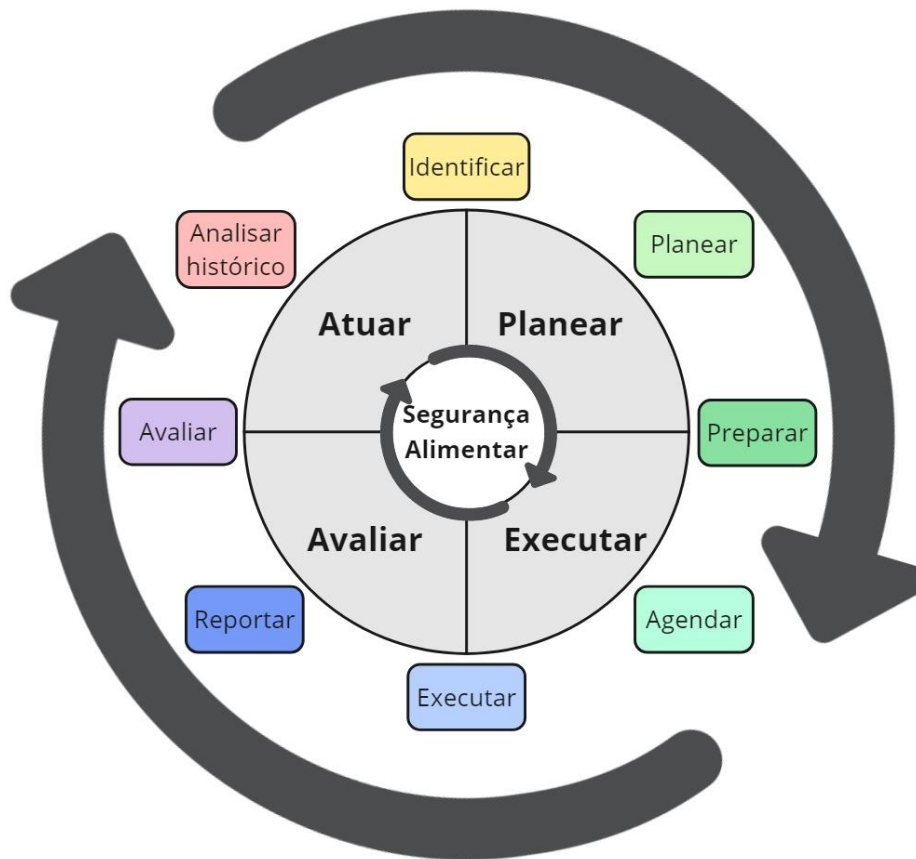 Identificar
Analisar
histórico
Planear
Atuar
Planear
Segurança
Alimentar
Avaliar
Preparar
Avaliar
Executar
Reportar
Agendar
Executar